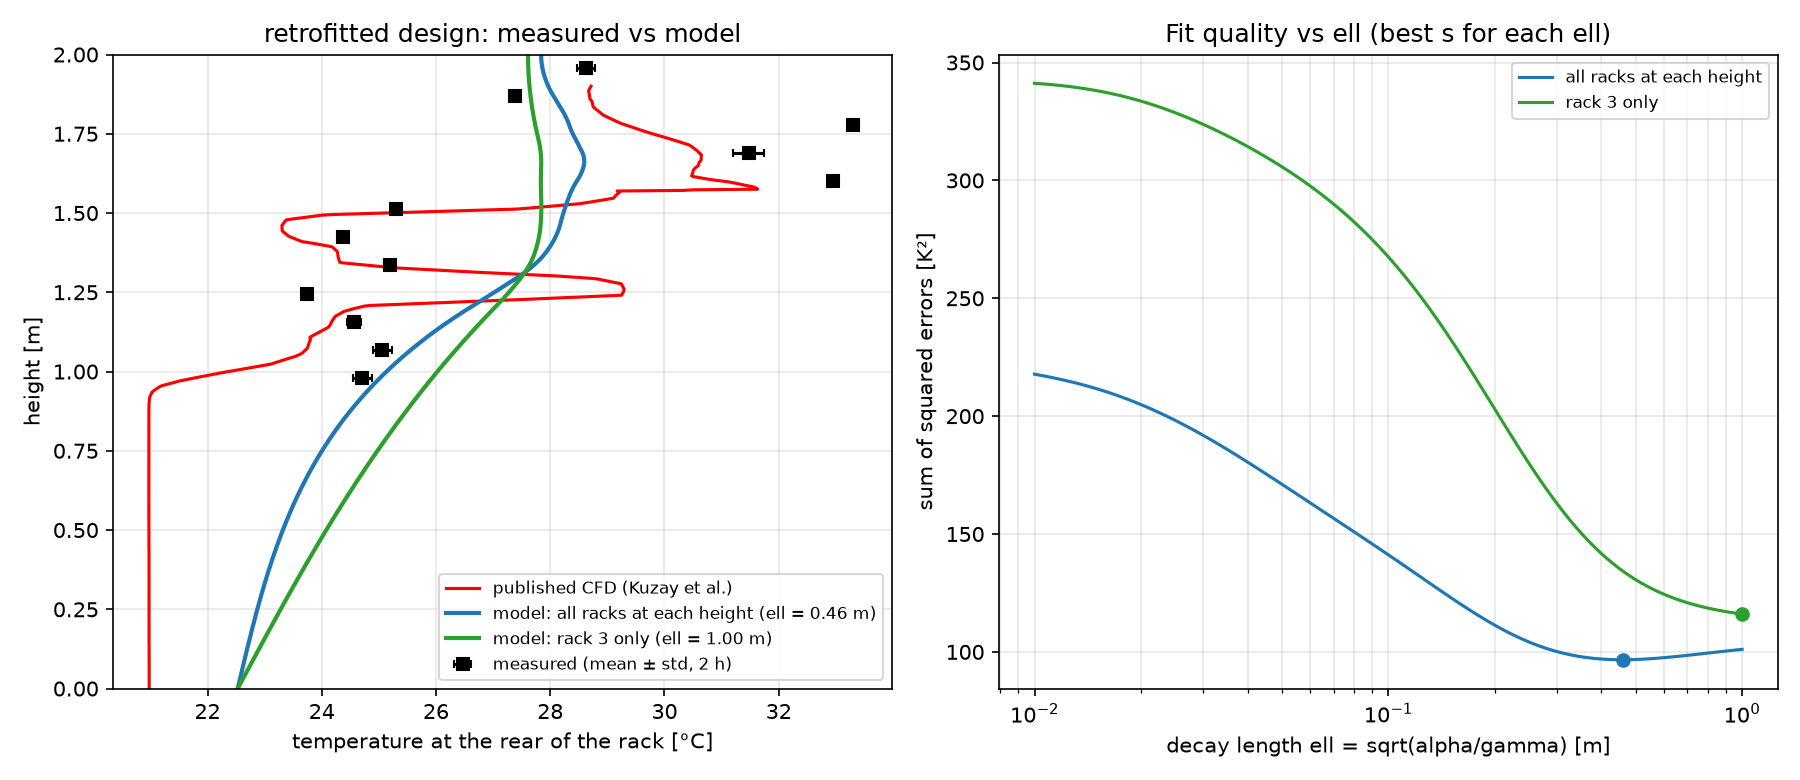 retrofitted design: measured vs model
2.00
1.75
1.50
1.25
1.00
0.75
0.50
0.25
0.00
height [m]
22 24 26 28 30 32
temperature at the rear of the rack [°C]
published CFD (Kuzay et al.)
model: all racks at each height (ell = 0.46 m)
model: rack 3 only (ell = 1.00 m)
measured (mean ± std, 2 h)
Fit quality vs ell (best s for each ell)
350
300
250
200
150
100
sum of squared errors [K²]
10⁻² 10⁻¹ 10⁰
decay length ell = sqrt(alpha/gamma) [m]
all racks at each height
rack 3 only